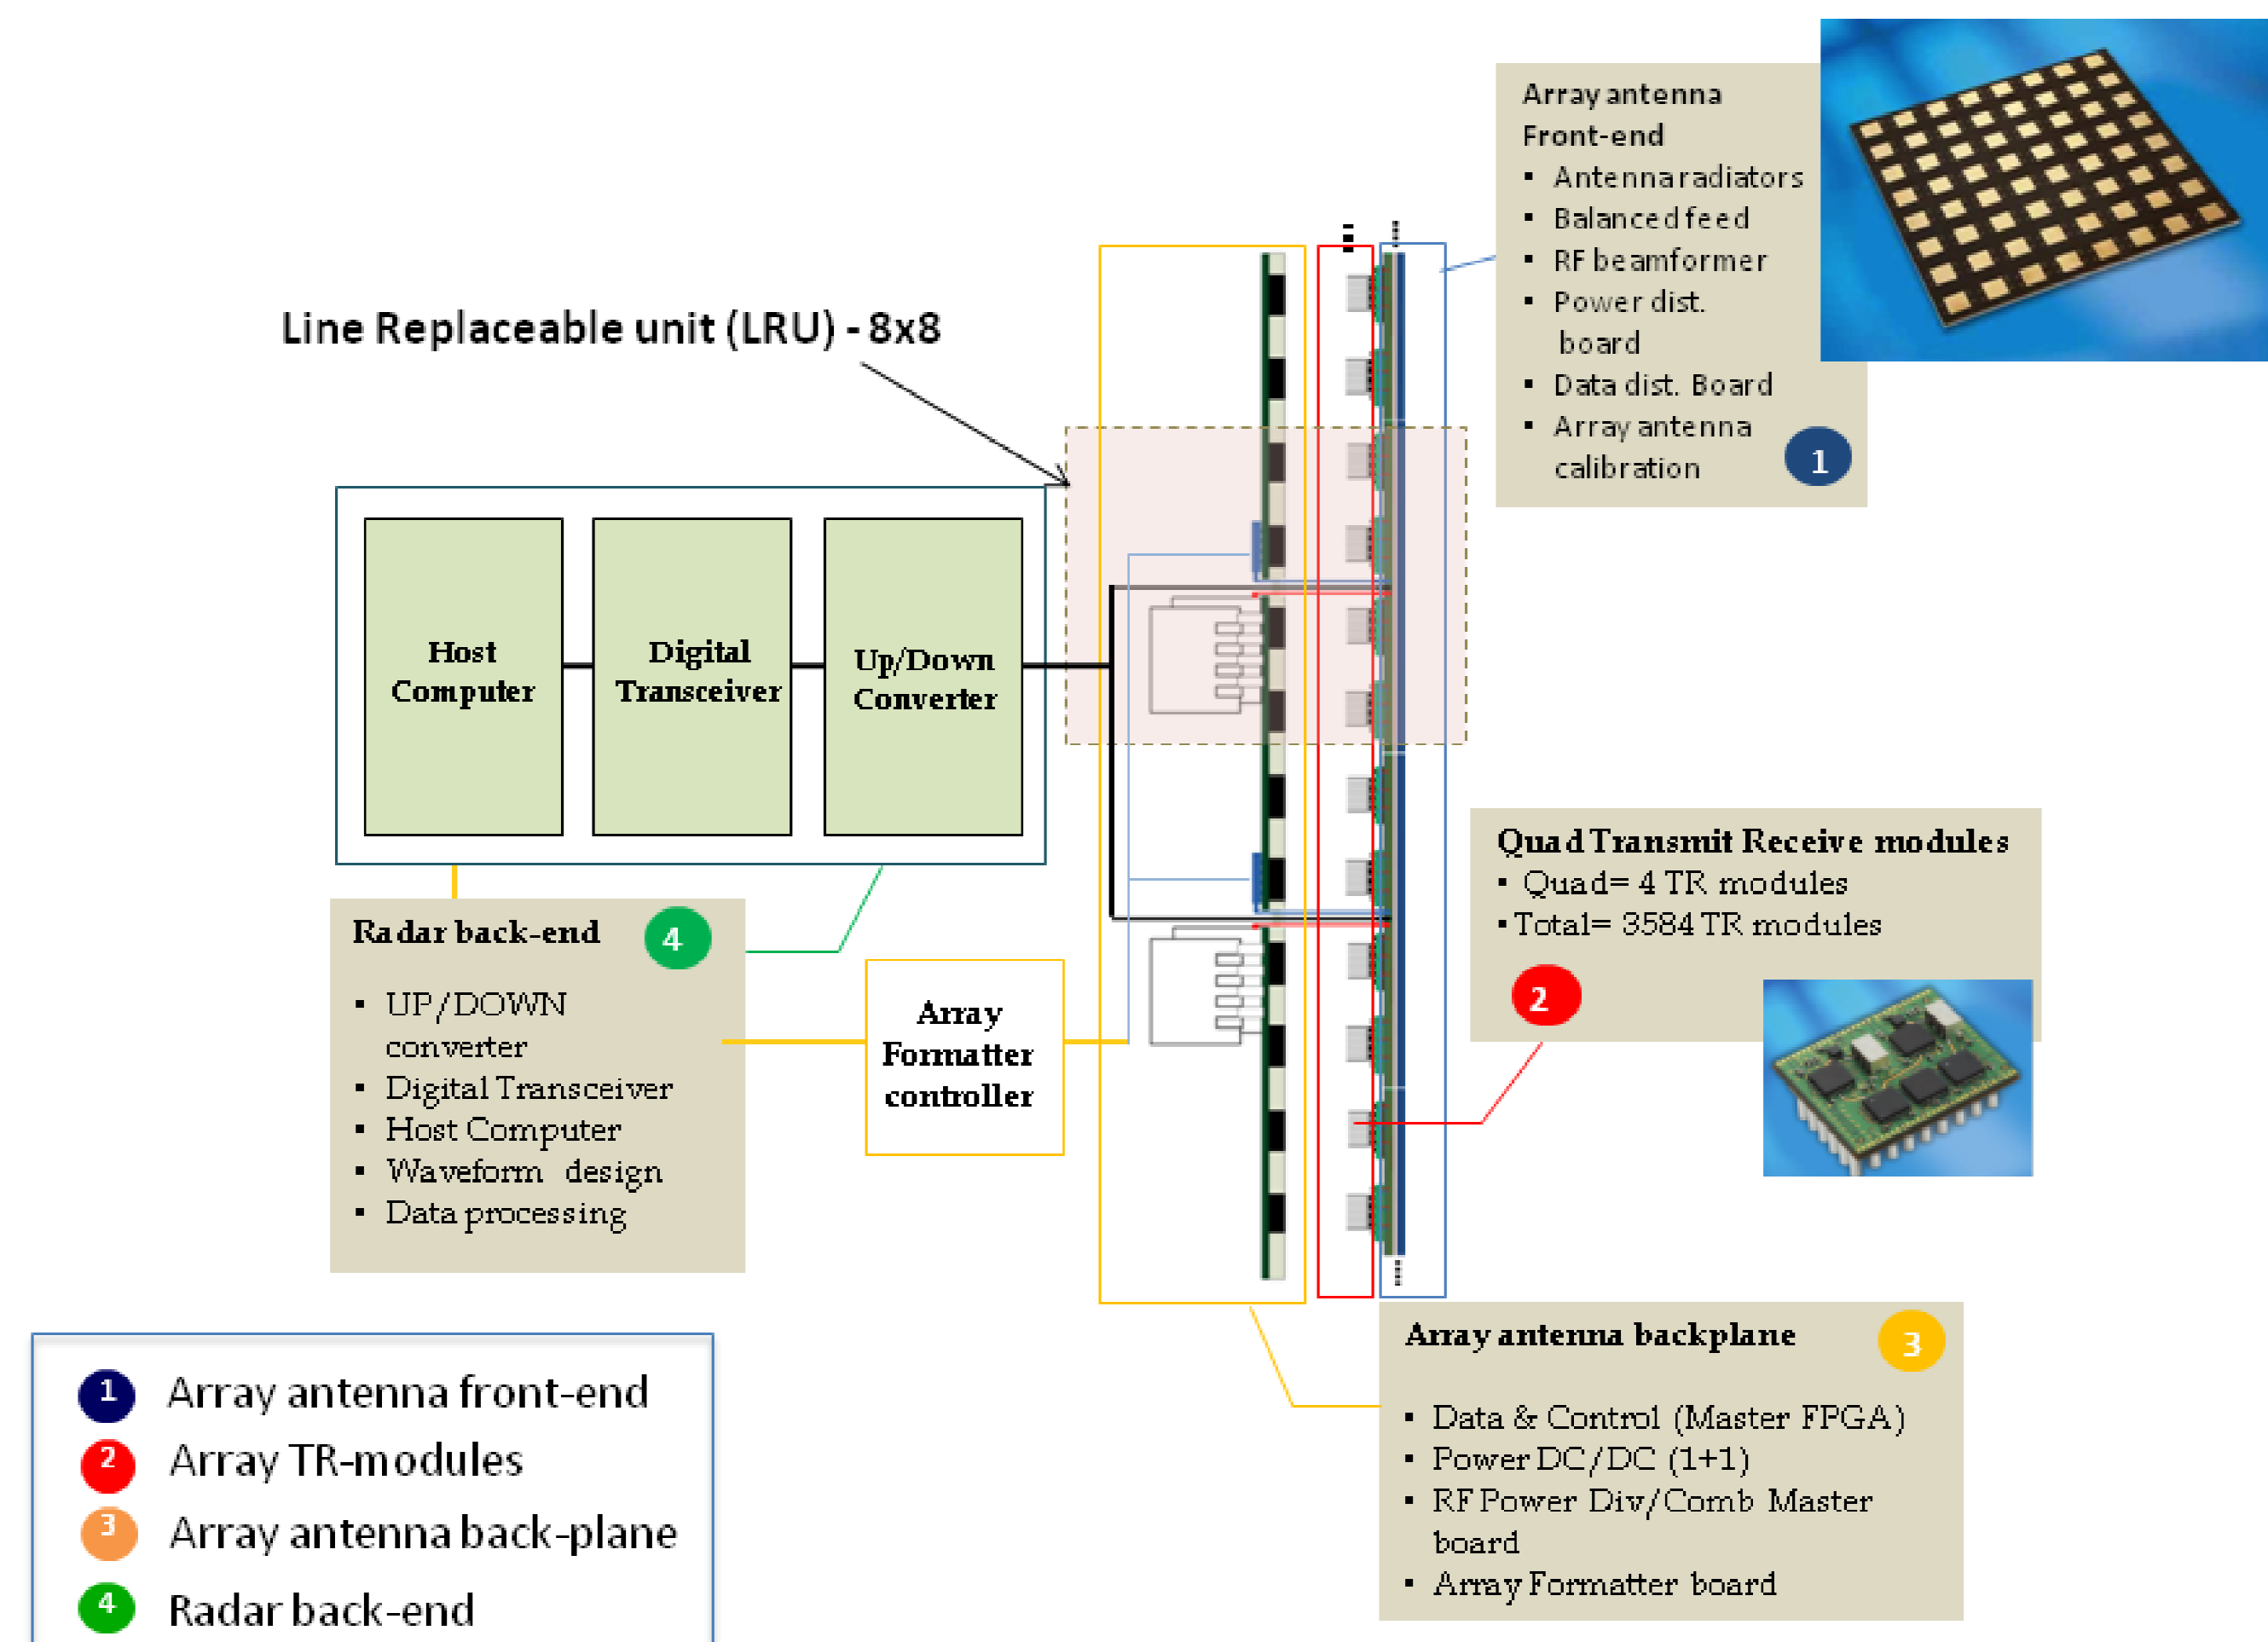 Array antenna
Front-end
▪ Antenna radiators
▪ Balanced feed
▪ RF beamformer
▪ Power dist.
board
▪ Data dist. Board
▪ Array antenna
calibration
1
Line Replaceable unit (LRU) - 8x8
Host
Computer
Digital
Transceiver
Up/Down
Converter
Quad Transmit Receive modules
▪ Quad= 4 TR modules
▪ Total= 3584 TR modules
2
Radar back-end
4
▪ UP/DOWN
converter
▪ Digital Transceiver
▪ Host Computer
▪ Waveform design
▪ Data processing
Array
Formatter
controller
Array antenna backplane
3
▪ Data & Control (Master FPGA)
▪ Power DC/DC (1+1)
▪ RF Power Div/Comb Master
board
▪ Array Formatter board
1 Array antenna front-end
2 Array TR-modules
3 Array antenna back-plane
4 Radar back-end